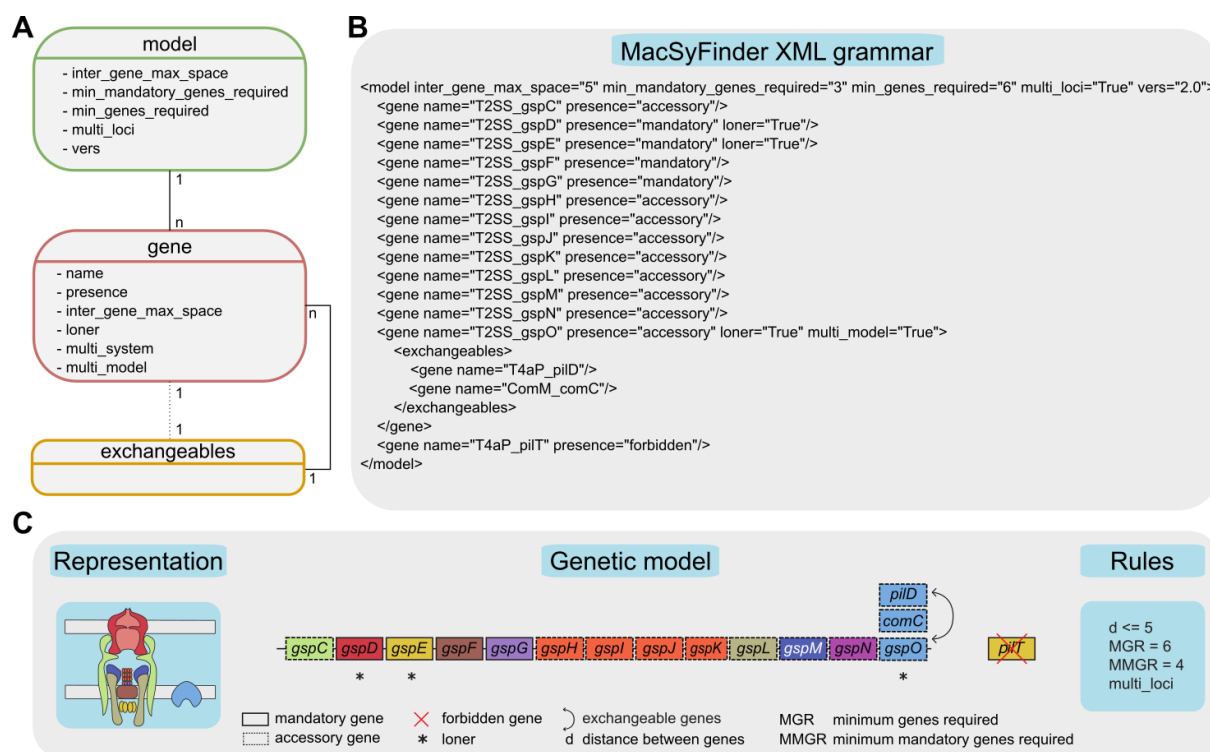 A
model
- inter_gene_max_space
- min_mandatory_genes_required
- min_genes_required
- multi_loci
- vers
1
n
gene
- name
- presence
- inter_gene_max_space
- loner
- multi_system
- multi_model
n
1
1
exchangeables
1
B
MacSyFinder XML grammar
<model inter_gene_max_space="5" min_mandatory_genes_required="3" min_genes_required="6" multi_loci="True" vers="2.0">
<gene name="T2SS_gspC" presence="accessory"/>
<gene name="T2SS_gspD" presence="mandatory" loner="True"/>
<gene name="T2SS_gspE" presence="mandatory" loner="True"/>
<gene name="T2SS_gspF" presence="mandatory"/>
<gene name="T2SS_gspG" presence="mandatory"/>
<gene name="T2SS_gspH" presence="accessory"/>
<gene name="T2SS_gspI" presence="accessory"/>
<gene name="T2SS_gspJ" presence="accessory"/>
<gene name="T2SS_gspK" presence="accessory"/>
<gene name="T2SS_gspL" presence="accessory"/>
<gene name="T2SS_gspM" presence="accessory"/>
<gene name="T2SS_gspN" presence="accessory"/>
<gene name="T2SS_gspO" presence="accessory" loner="True" multi_model="True">
<exchangeables>
<gene name="T4aP_pilD"/>
<gene name="ComM_comC"/>
</exchangeables>
</gene>
<gene name="T4aP_pilT" presence="forbidden"/>
</model>
C
Representation
Genetic model
pilD
comC
gspC gspD gspE gspF gspG gspH gspI gspJ gspK gspL gspM gspN gspO pilT
* * *
mandatory gene
accessory gene
forbidden gene
* loner
exchangeable genes
d distance between genes
MGR minimum genes required
MMGR minimum mandatory genes required
Rules
d <= 5
MGR = 6
MMGR = 4
multi_loci